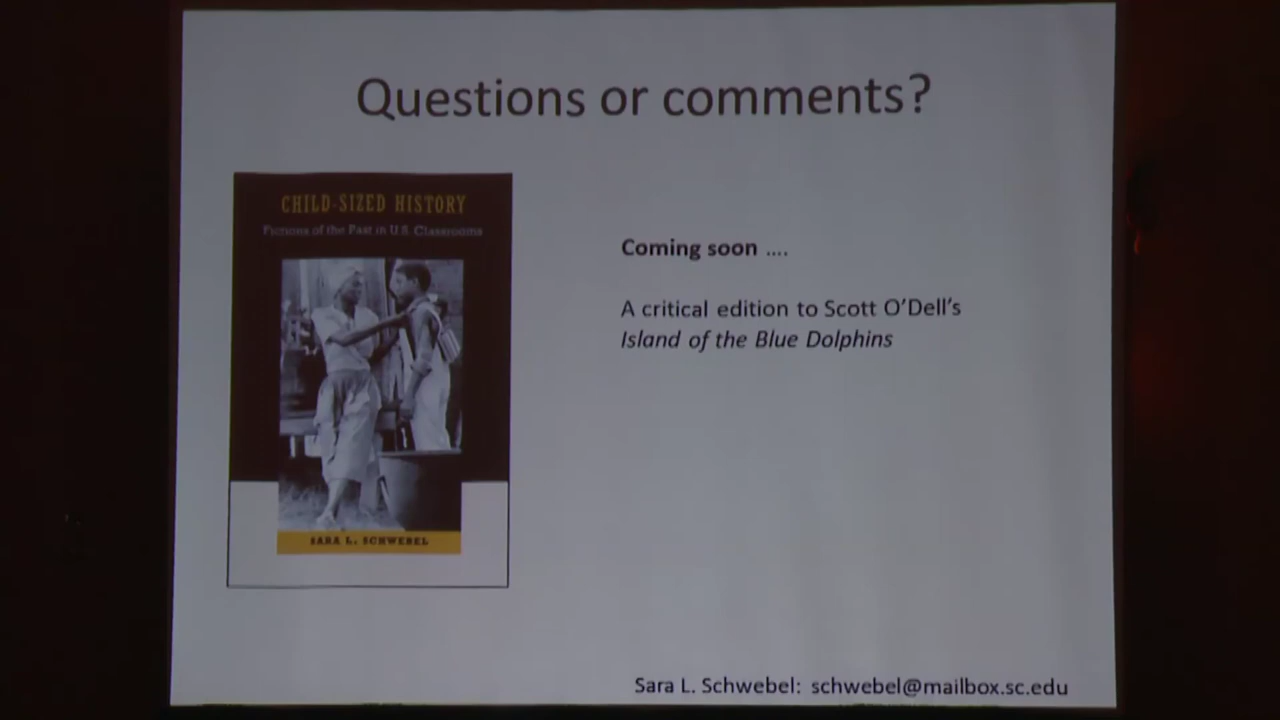 Questions or comments?
CHILD-SIZED HISTORY
Fictions of the Past in U.S. Classrooms
SARA L. SCHWEBEL
Coming soon ....
A critical edition to Scott O'Dell's
Island of the Blue Dolphins
Sara L. Schwebel: schwebel@mailbox.sc.edu